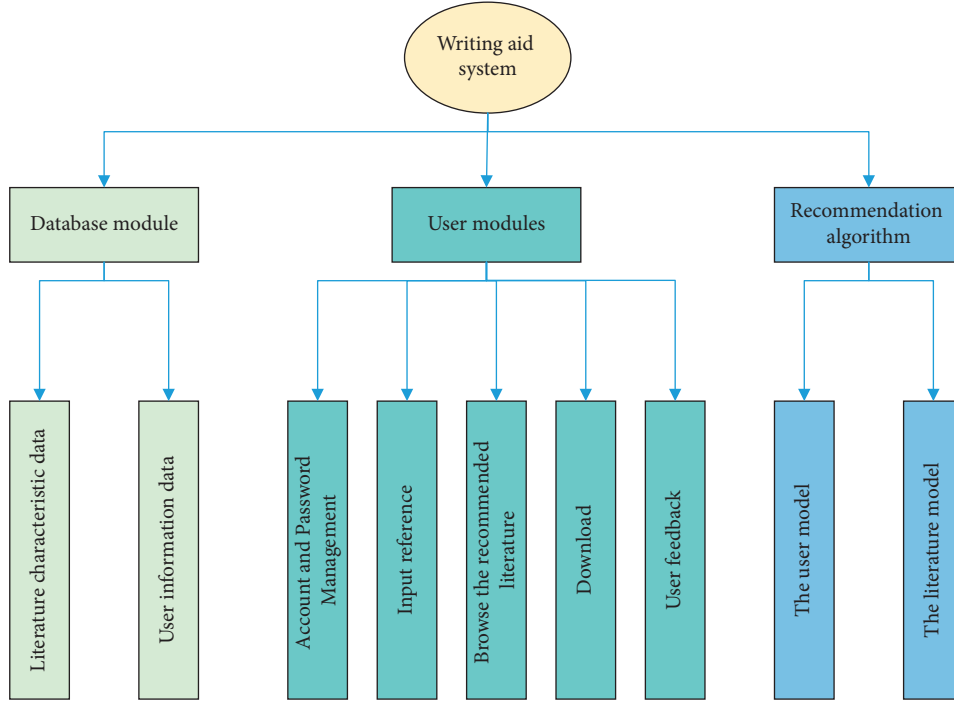 Writing aid
system
Database module
User modules
Recommendation
algorithm
Literature characteristic data
User information data
Account and Password
Management
Input reference
Browse the recommended
literature
Download
User feedback
The user model
The literature model